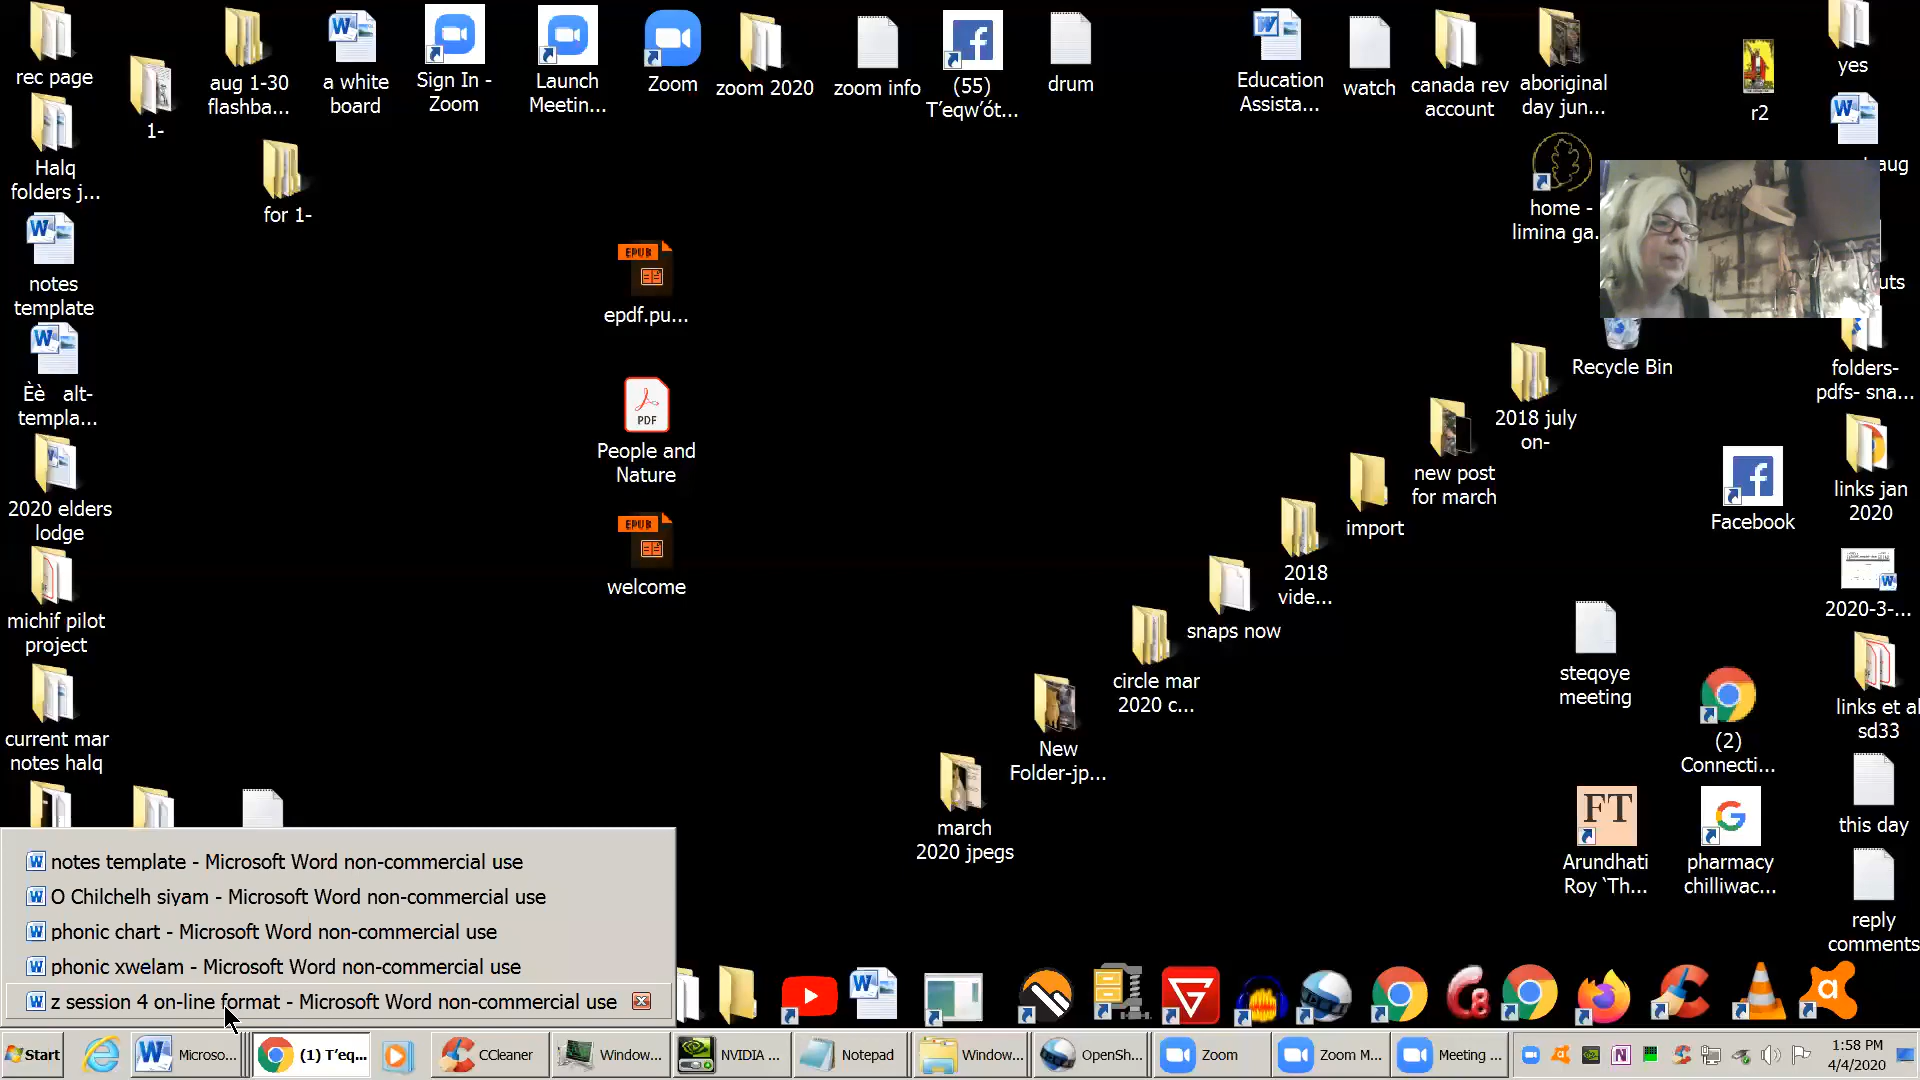 rec page
1-
aug 1-30
flashba...
a white
board
Sign In -
Zoom
Launch
Meetin...
Zoom
zoom 2020
zoom info
(55)
T'eqw'ót...
drum
Education
Assista...
watch
canada rev
account
aboriginal
day jun...
r2
yes
Halq
folders j...
for 1-
home -
limina ga...
aug
notes
template
EPUB
epdf.pu...
uts
Recycle Bin
folders-
pdfs- sna...
Èè alt-
templa...
PDF
People and
Nature
2018 july
on-
new post
for march
links jan
2020
2020 elders
lodge
import
Facebook
EPUB
welcome
2018
vide...
2020-3-...
michif pilot
project
snaps now
steqoye
meeting
circle mar
2020 c...
links et al
sd33
current mar
notes halq
New
Folder-jp...
(2)
Connecti...
march
2020 jpegs
FT
Arundhati
Roy ‘Th...
G
pharmacy
chilliwac...
this day
reply
comments
notes template - Microsoft Word non-commercial use
O Chilchelh siyam - Microsoft Word non-commercial use
phonic chart - Microsoft Word non-commercial use
phonic xwelam - Microsoft Word non-commercial use
z session 4 on-line format - Microsoft Word non-commercial use
Start
Microso...
(1) T'eq...
CCleaner
Window...
NVIDIA ...
Notepad
Window...
OpenSh...
Zoom
Zoom M...
Meeting ...
1:58 PM
4/4/2020